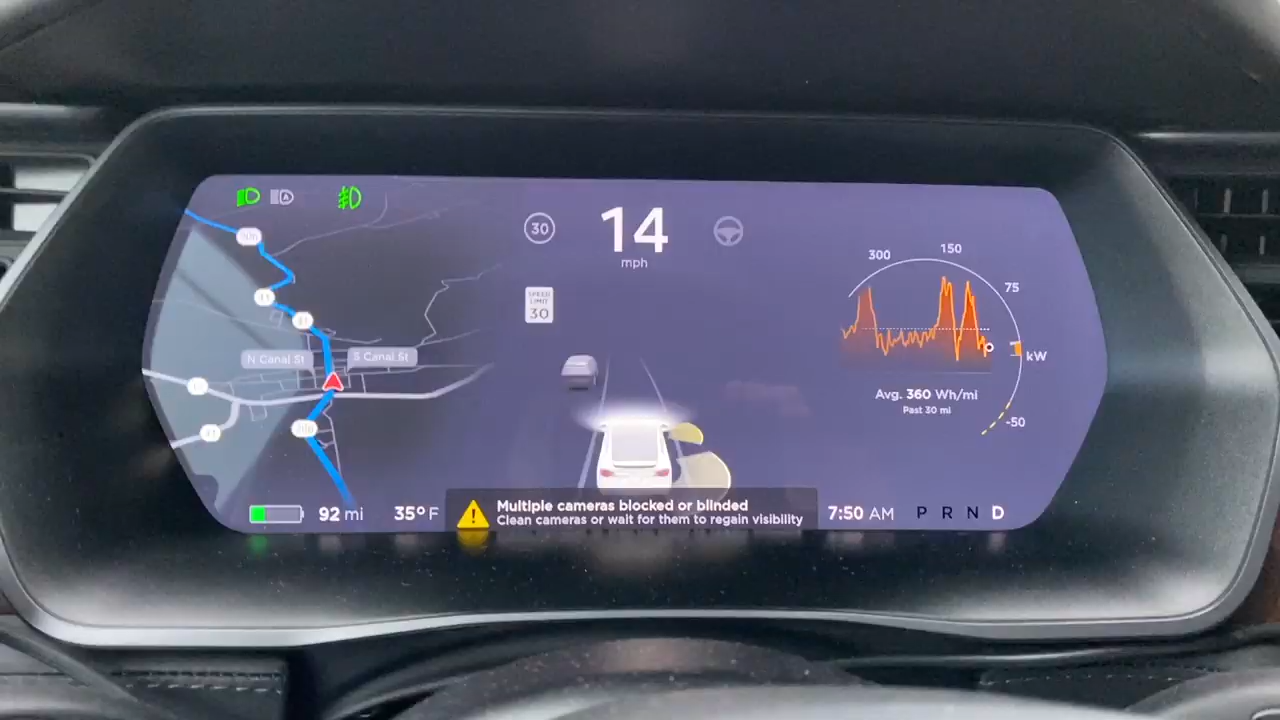 30
14
mph
SPEED
LIMIT
30
N Canal St
S Canal St
300
150
75
kW
-50
Avg. 360 Wh/mi
Past 30 mi
92 mi
35° F
Multiple cameras blocked or blinded
Clean cameras or wait for them to regain visibility
7:50 AM
P R N D